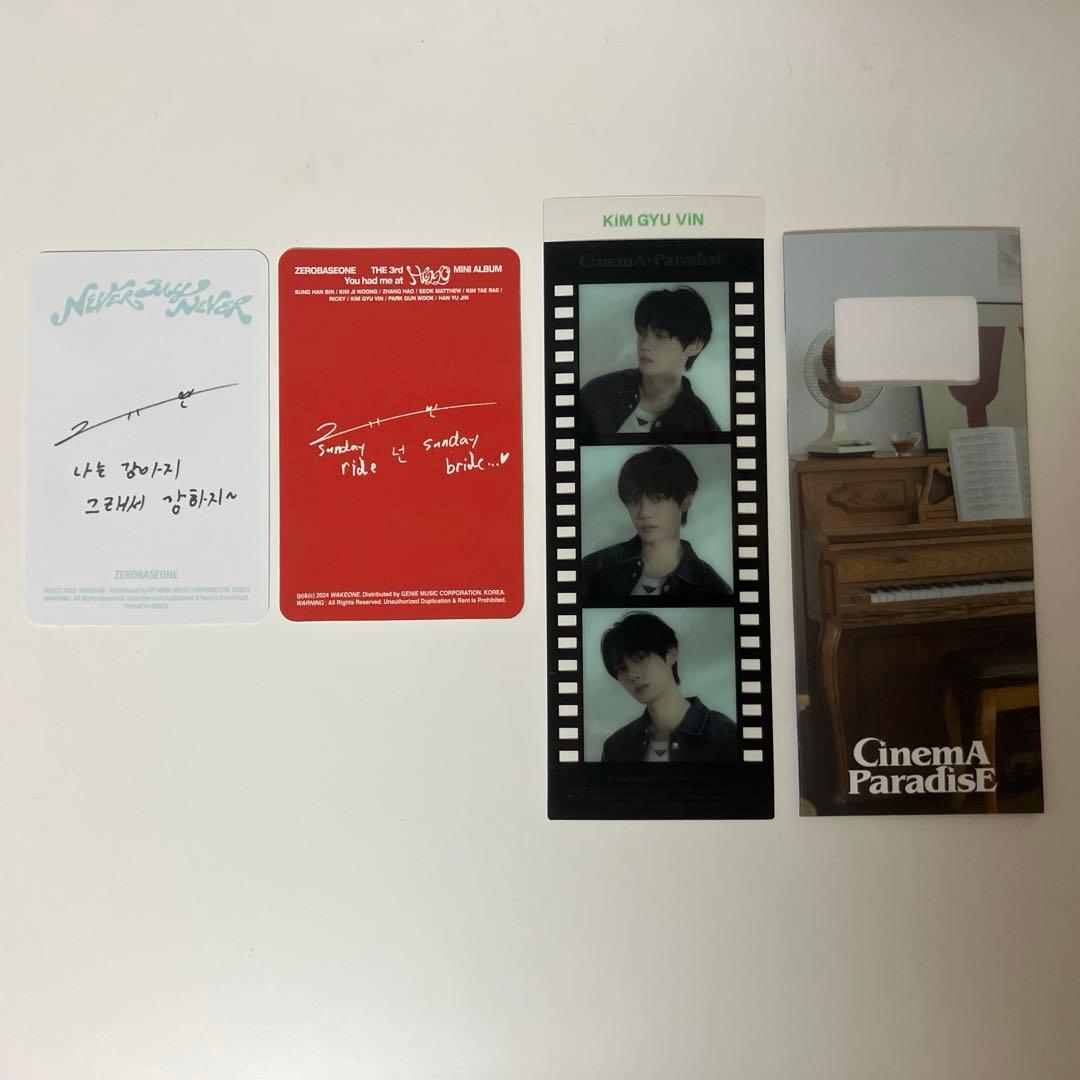 NEVER SAY NEVER
나는 강아지
그래서 강하지~
ZEROBASEONE
ZEROBASEONE THE 3rd MINI ALBUM
You had me at HELLO
SUNG HAN BIN / KIM JI WOONG / ZHANG HAO / SEOK MATTHEW / KIM TAE RAE /
RICKY / KIM GYU VIN / PARK GUN WOOK / HAN YU JIN
sunday ride 넌 sunday bride...♥
(p)&(c) 2024 WAKEONE. Distributed by GENIE MUSIC CORPORATION. KOREA.
WARNING : All Rights Reserved. Unauthorized Duplication & Rent is Prohibited.
KiM GYU ViN
CinemA ParadisE
CinemA
ParadisE